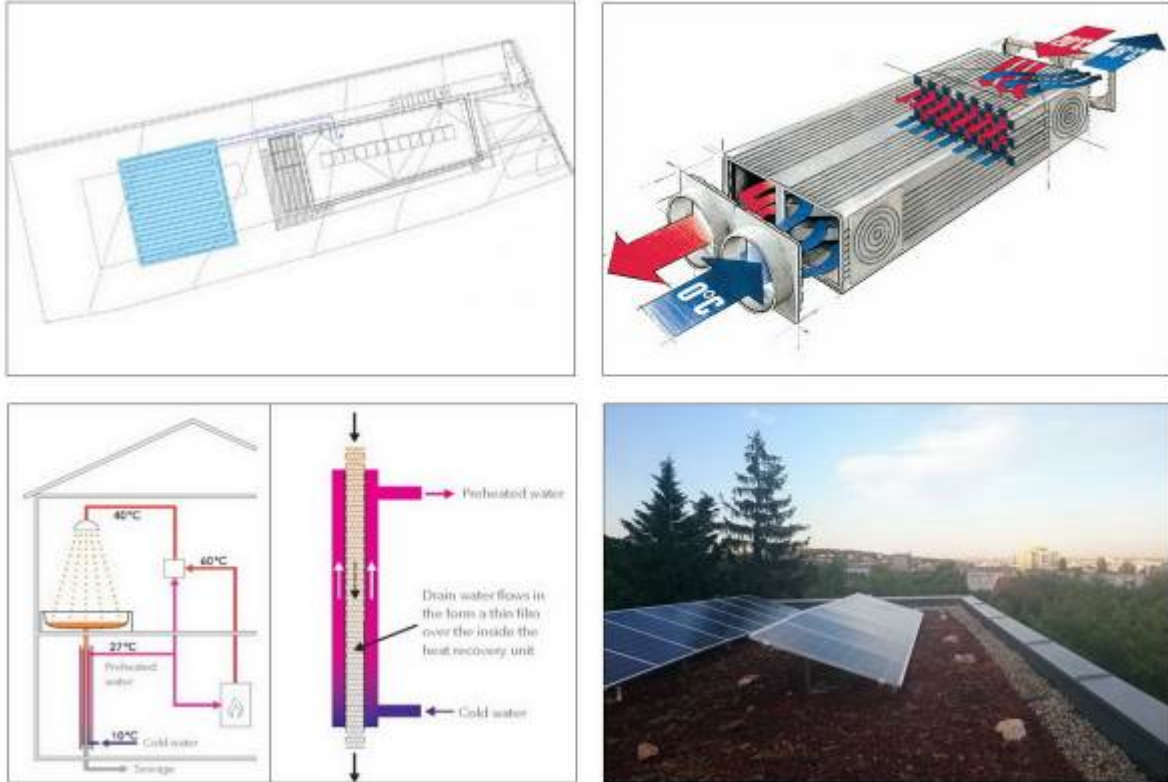 20°C
0°C
40°C
60°C
27°C
Preheated
water
10°C
Cold water
Sewage
Preheated water
Drain water flows in
the form a thin film
over the inside the
heat recovery unit
Cold water